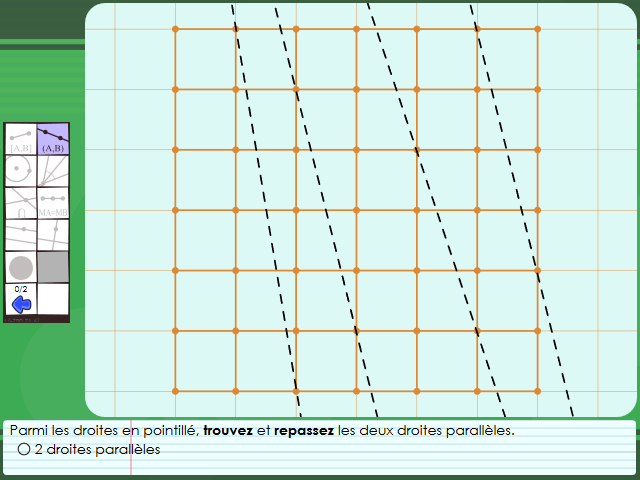 [A,B]
(A,B)
MA=MB
0/2
Parmi les droites en pointillé, trouvez et repassez les deux droites parallèles.
2 droites parallèles